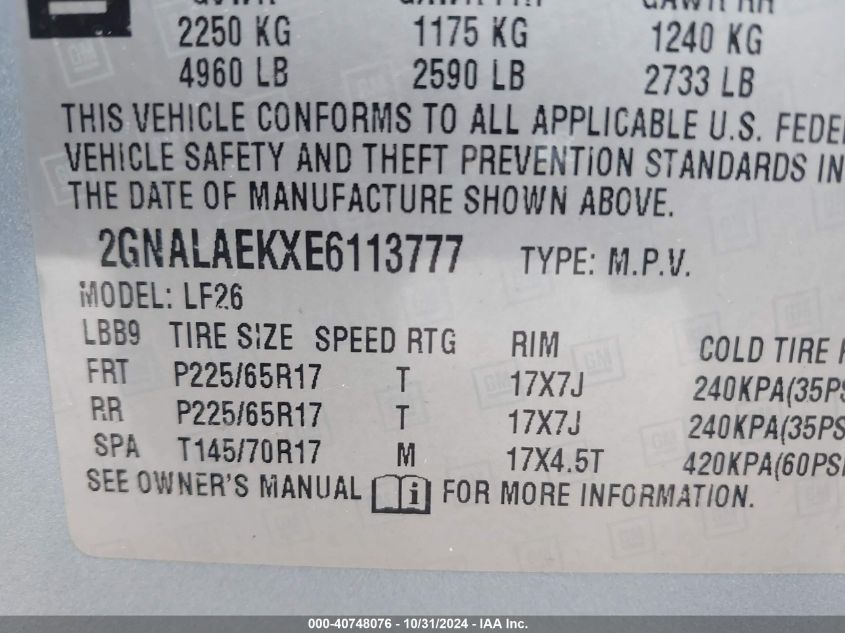 2250 KG 1175 KG 1240 KG
4960 LB 2590 LB 2733 LB
THIS VEHICLE CONFORMS TO ALL APPLICABLE U.S. FEDE
VEHICLE SAFETY AND THEFT PREVENTION STANDARDS IN
THE DATE OF MANUFACTURE SHOWN ABOVE.
2GNALAEKXE6113777 TYPE: M.P.V.
MODEL: LF26
LBB9 TIRE SIZE SPEED RTG RIM COLD TIRE
FRT P225/65R17 T 17X7J 240KPA(35PS
RR P225/65R17 T 17X7J 240KPA(35PS
SPA T145/70R17 M 17X4.5T 420KPA(60PSI
SEE OWNER'S MANUAL i FOR MORE INFORMATION.
000-40748076 - 10/31/2024 - IAA Inc.